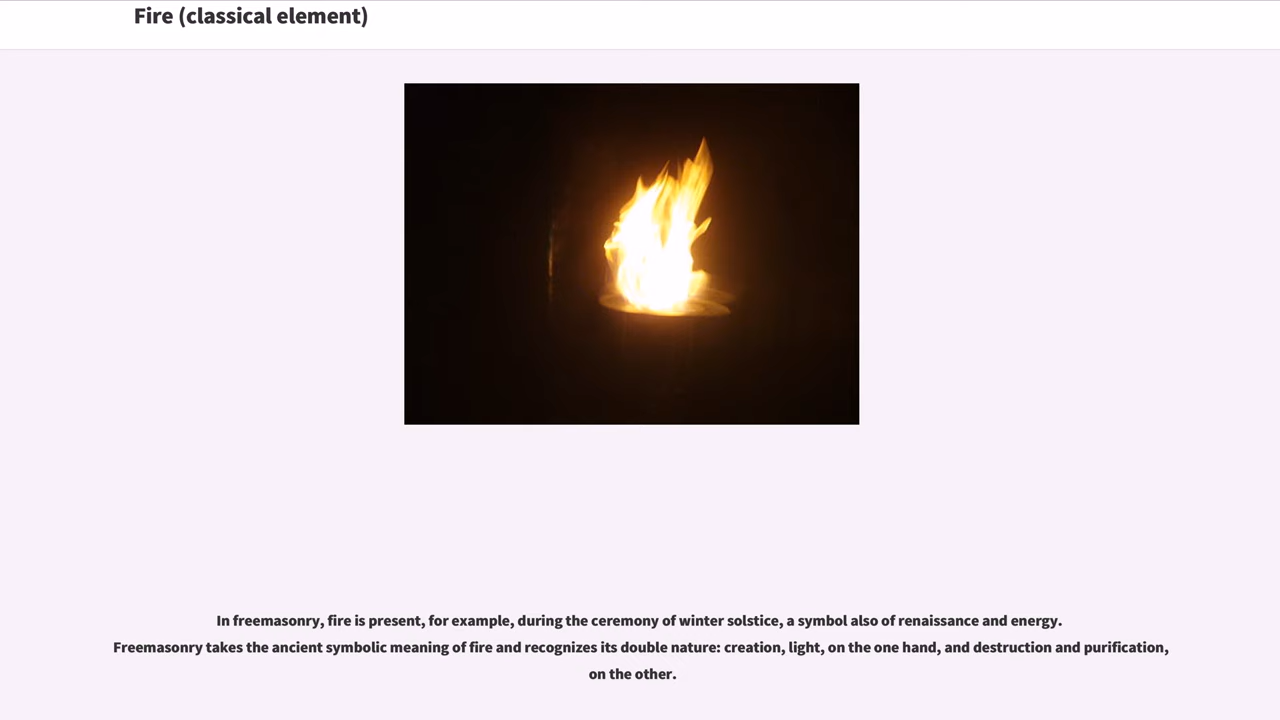 Fire (classical element)
In freemasonry, fire is present, for example, during the ceremony of winter solstice, a symbol also of renaissance and energy.
Freemasonry takes the ancient symbolic meaning of fire and recognizes its double nature: creation, light, on the one hand, and destruction and purification,
on the other.